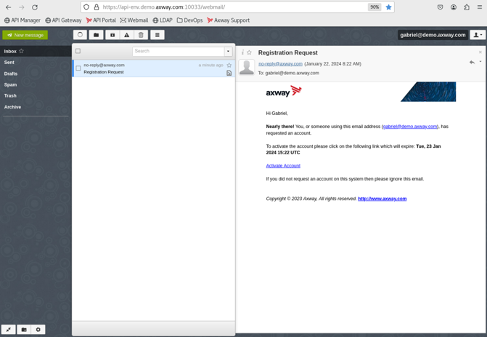 https://api-env.demo.axway.com:10033/webmail/
90%
API Manager API Gateway API Portal Webmail LDAP DevOps Axway Support
New message
gabriel@demo.axway.com
Inbox
Sent
Drafts
Spam
Trash
Archive
Search
no-reply@axway.com a minute ago
Registration Request
Registration Request
no-reply@axway.com (January 22, 2024 8:22 AM)
To: gabriel@demo.axway.com
axway
Hi Gabriel,
Nearly there! You, or someone using this email address (gabriel@demo.axway.com), has
requested an account.
To activate the account please click on the following link which will expire: Tue, 23 Jan
2024 15:22 UTC.
Activate Account
If you did not request an account on this system then please ignore this email.
Copyright © 2023 Axway, All rights reserved. http://www.axway.com